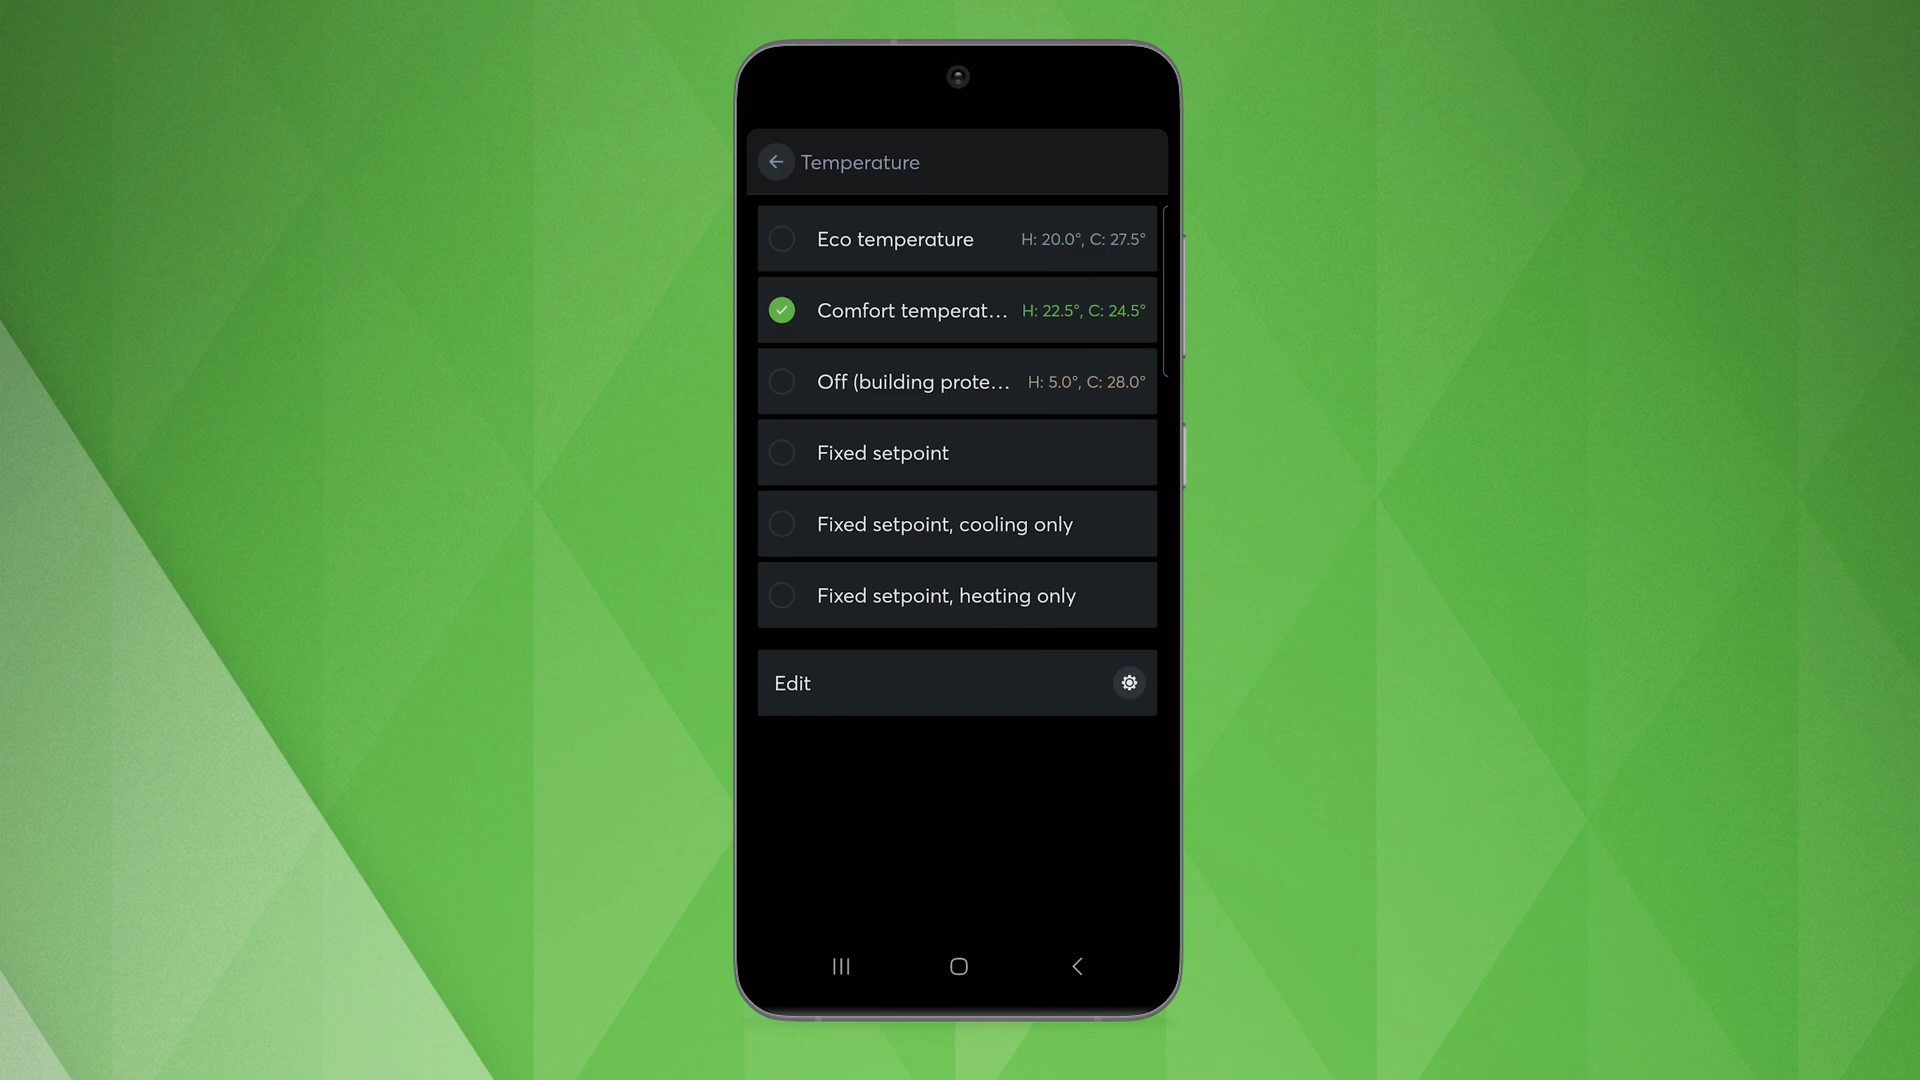 Temperature
Eco temperature H: 20.0°, C: 27.5°
Comfort temperat... H: 22.5°, C: 24.5°
Off (building prote... H: 5.0°, C: 28.0°
Fixed setpoint
Fixed setpoint, cooling only
Fixed setpoint, heating only
Edit